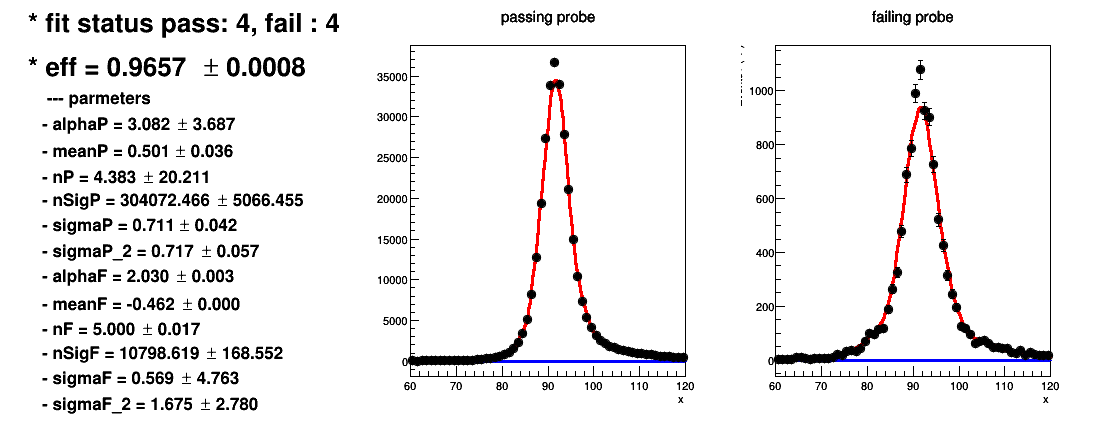 * fit status pass: 4, fail : 4
* eff = 0.9657 ± 0.0008
--- parmeters
- alphaP = 3.082 ± 3.687
- meanP = 0.501 ± 0.036
- nP = 4.383 ± 20.211
- nSigP = 304072.466 ± 5066.455
- sigmaP = 0.711 ± 0.042
- sigmaP_2 = 0.717 ± 0.057
- alphaF = 2.030 ± 0.003
- meanF = -0.462 ± 0.000
- nF = 5.000 ± 0.017
- nSigF = 10798.619 ± 168.552
- sigmaF = 0.569 ± 4.763
- sigmaF_2 = 1.675 ± 2.780
passing probe
35000
30000
25000
20000
15000
10000
5000
0
60 70 80 90 100 110 120
x
failing probe
1000
800
600
400
200
0
60 70 80 90 100 110 120
x